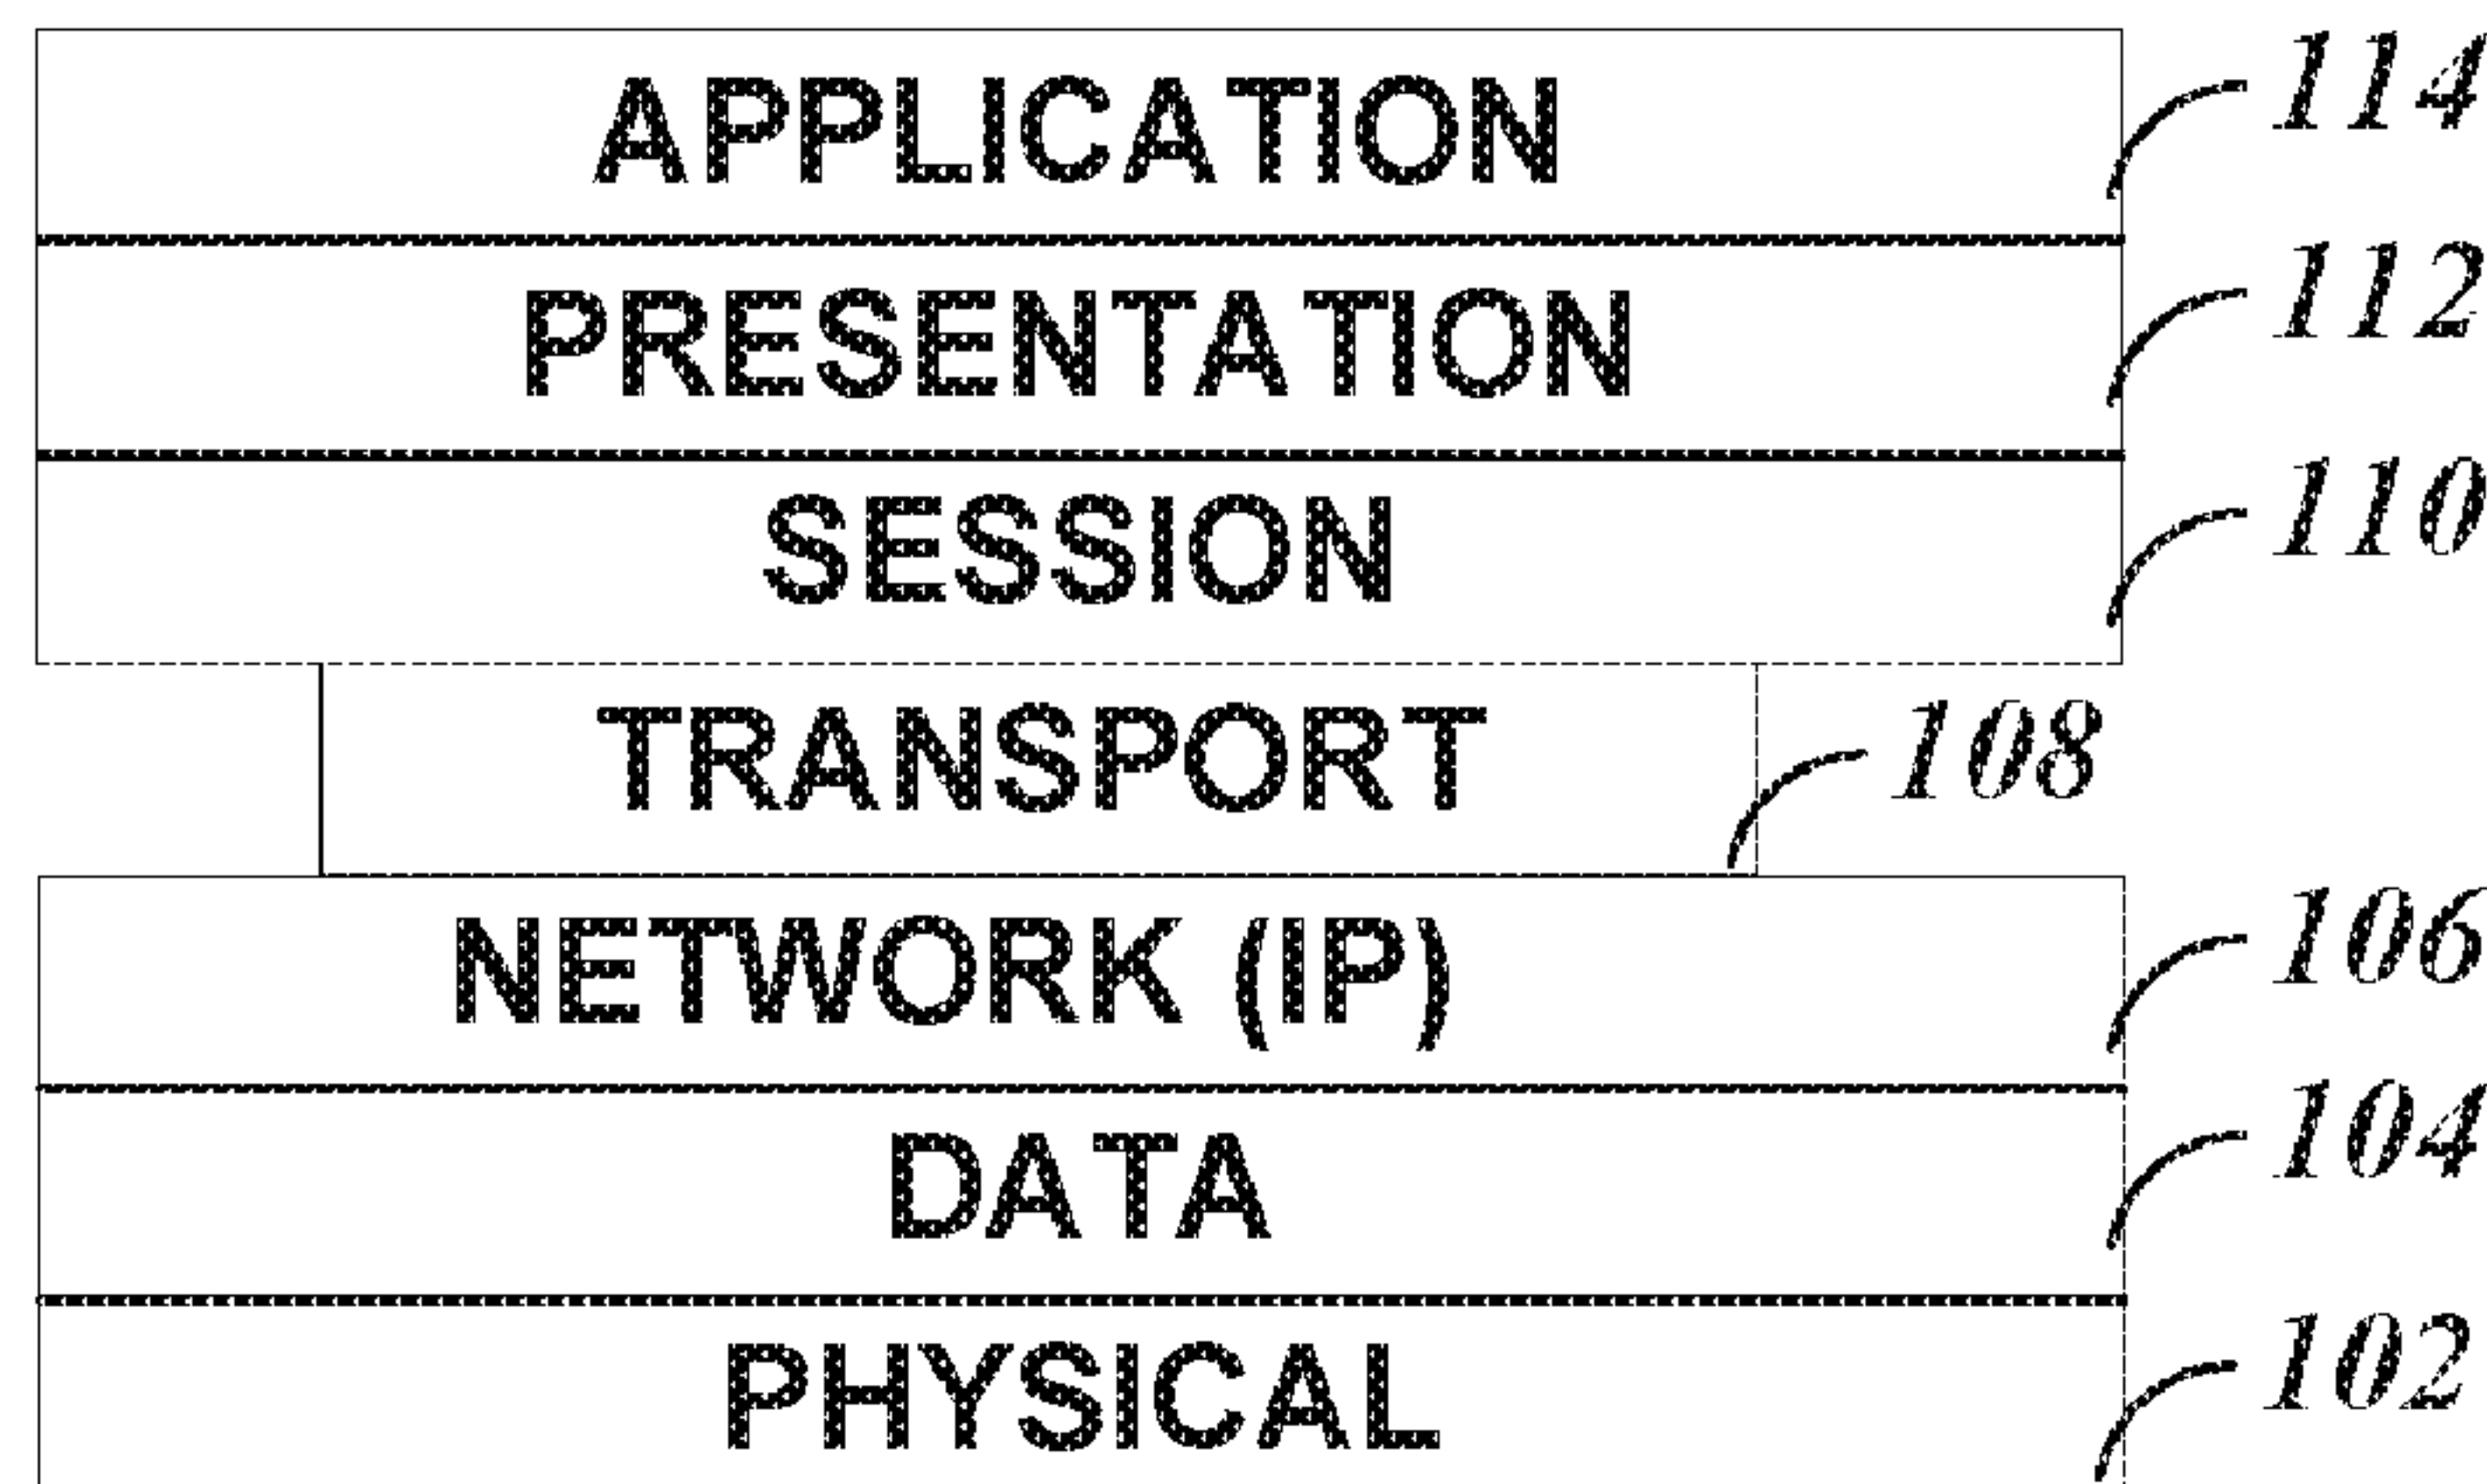 APPLICATION 114
PRESENTATION 112
SESSION 110
TRANSPORT 108
NETWORK (IP) 106
DATA 104
PHYSICAL 102